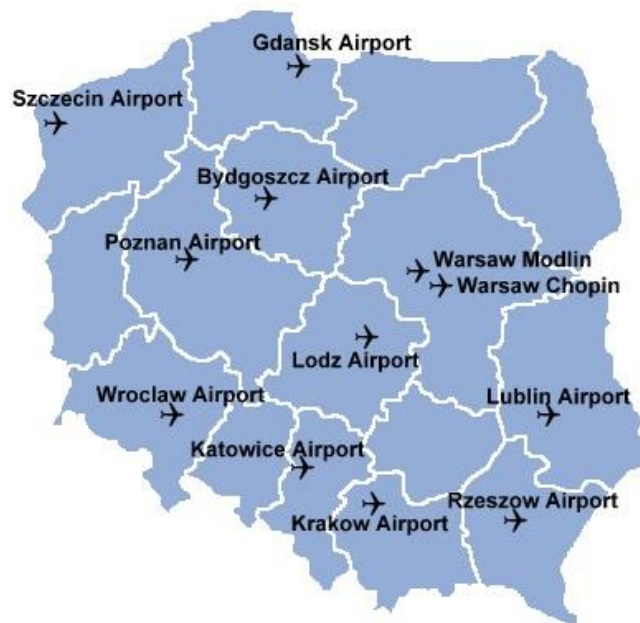 Gdansk Airport
Szczecin Airport
Bydgoszcz Airport
Poznan Airport
Warsaw Modlin
Warsaw Chopin
Lodz Airport
Wroclaw Airport
Lublin Airport
Katowice Airport
Rzeszow Airport
Krakow Airport